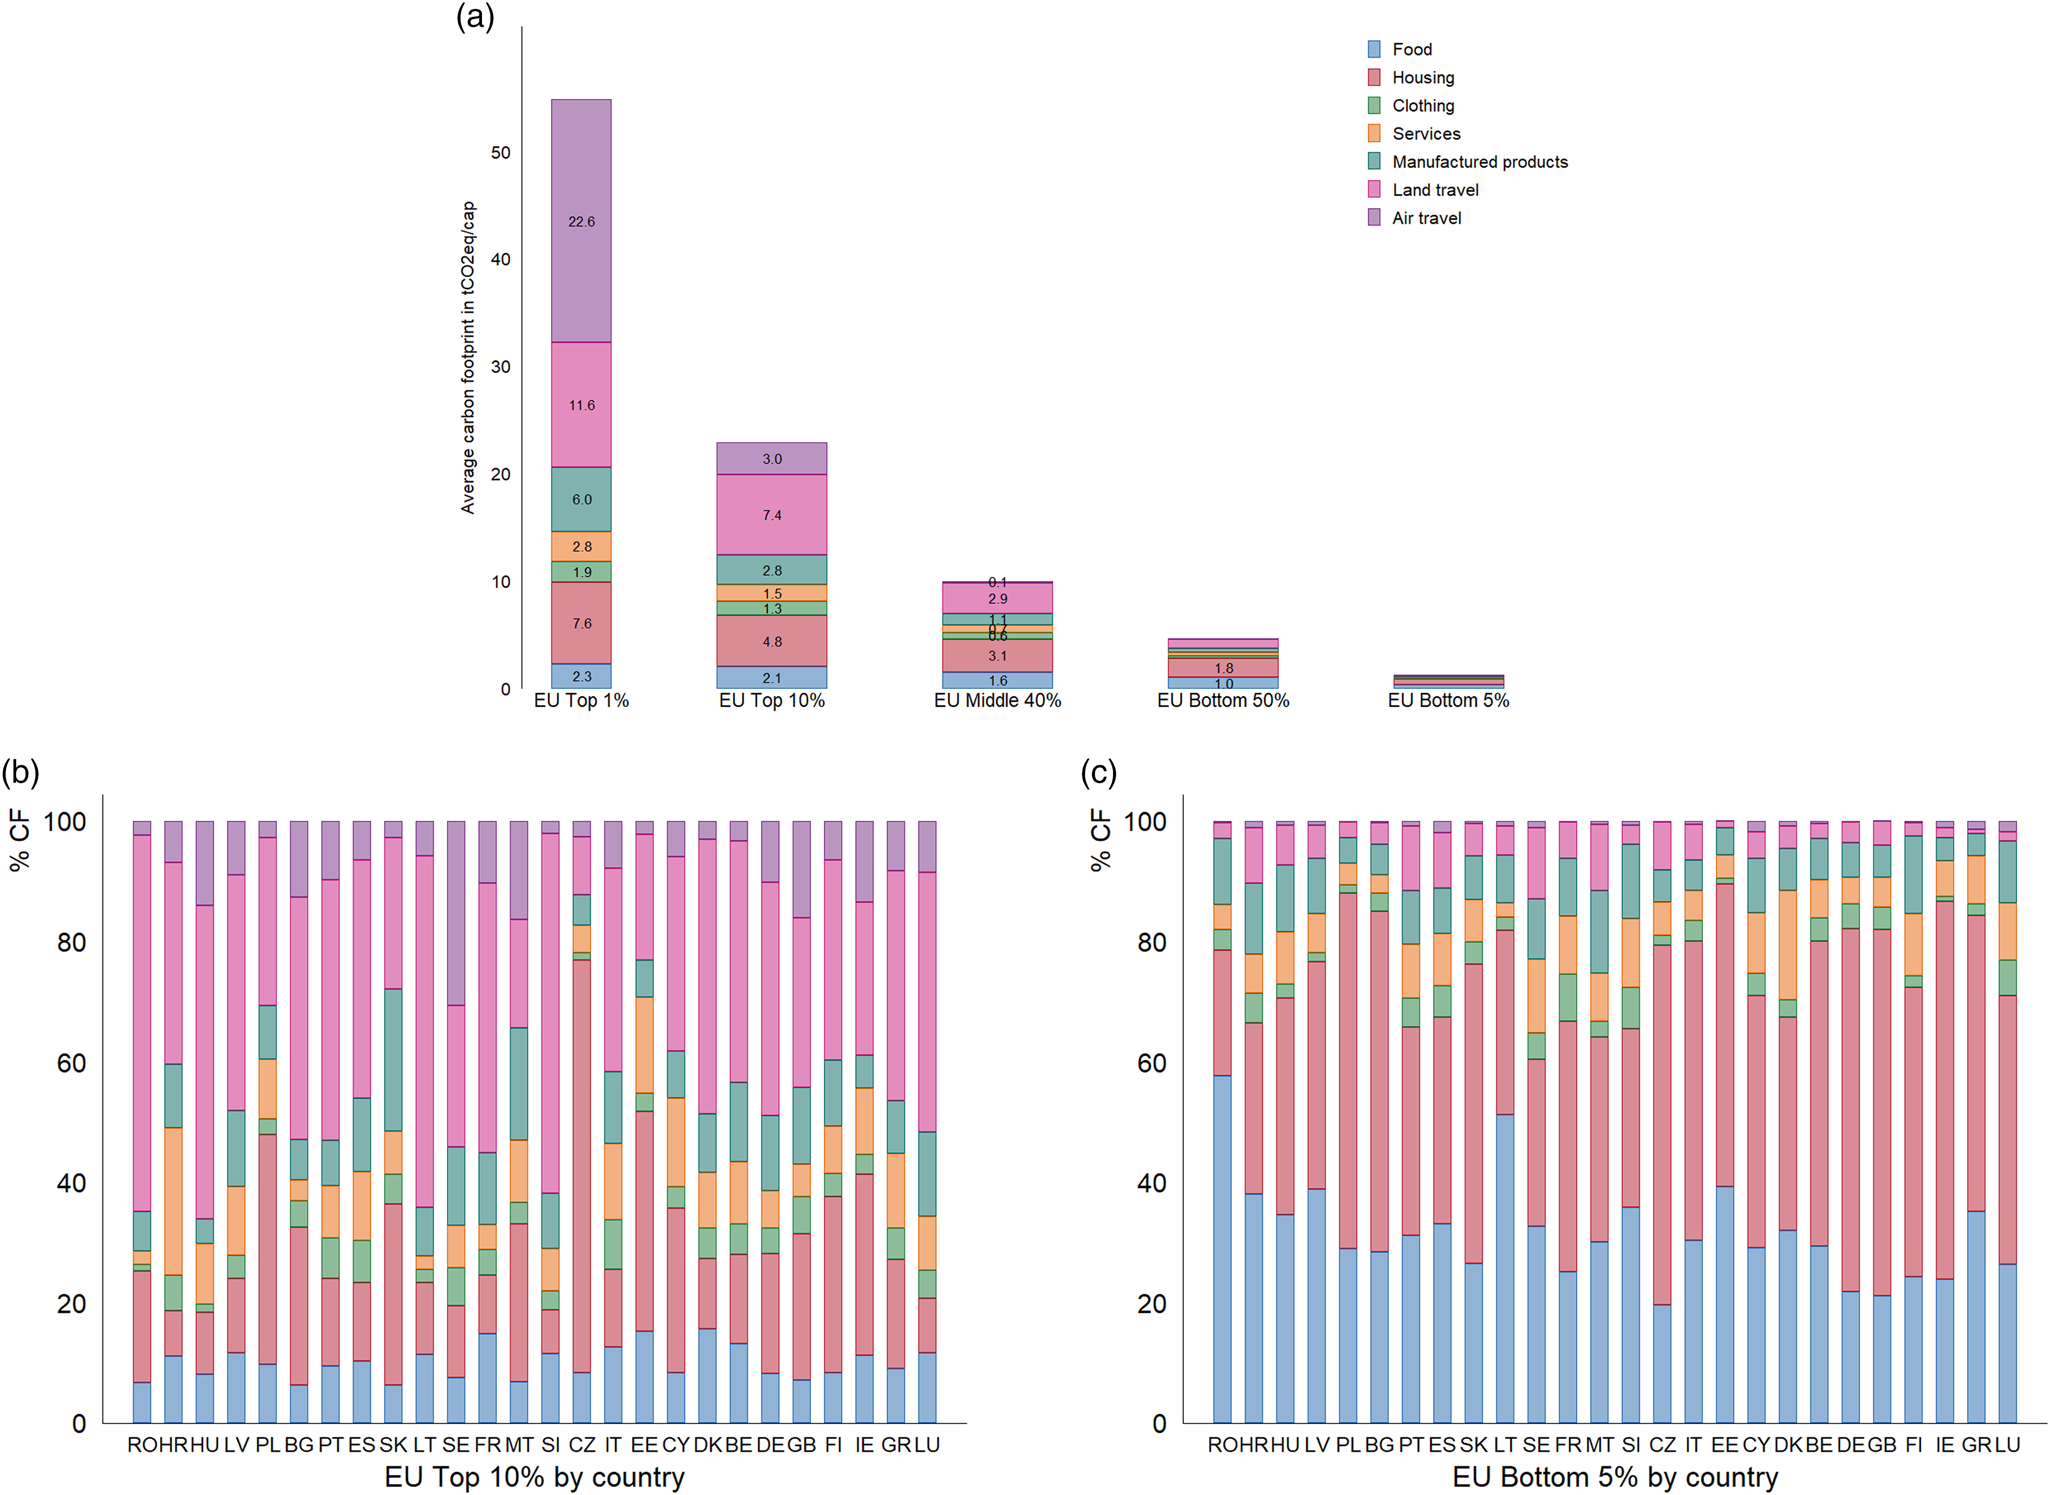 (a)
Average carbon footprint in tCO2eq/cap
50
40
30
20
10
0
Food
Housing
Clothing
Services
Manufactured products
Land travel
Air travel
22.6
11.6
6.0
2.8
1.9
7.6
2.3
3.0
7.4
2.8
1.5
1.3
4.8
2.1
0.1
2.9
1.1
0.7
0.6
3.1
1.6
1.8
1.0
EU Top 1% EU Top 10% EU Middle 40% EU Bottom 50% EU Bottom 5%
(b)
% CF
100
80
60
40
20
0
RO HR HU LV PL BG PT ES SK LT SE FR MT SI CZ IT EE CY DK BE DE GB FI IE GR LU
EU Top 10% by country
(c)
% CF
100
80
60
40
20
0
RO HR HU LV PL BG PT ES SK LT SE FR MT SI CZ IT EE CY DK BE DE GB FI IE GR LU
EU Bottom 5% by country